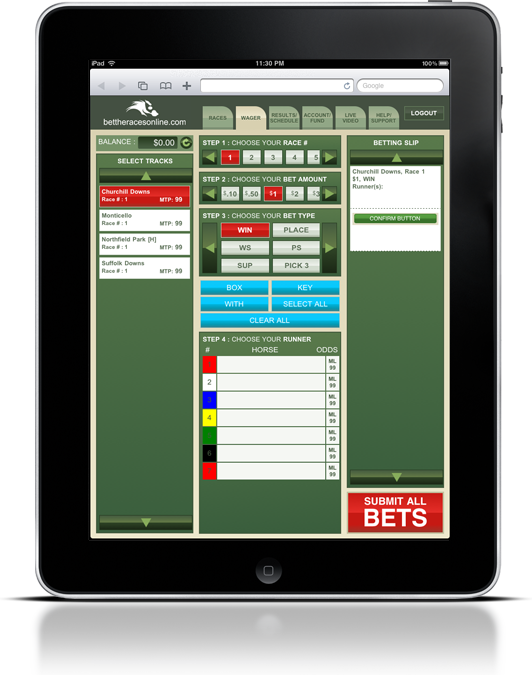 iPad
11:30 PM
100%
Google
bettheracesonline.com
RACES
WAGER
RESULTS/
SCHEDULE
ACCOUNT/
FUND
LIVE
VIDEO
HELP/
SUPPORT
LOGOUT
BALANCE : $0.00
SELECT TRACKS
Churchill Downs
Race # : 1 MTP: 99
Monticello
Race # : 1 MTP: 99
Northfield Park [H]
Race # : 1 MTP: 99
Suffolk Downs
Race # : 1 MTP: 99
STEP 1 : CHOOSE YOUR RACE #
1 2 3 4 5
STEP 2 : CHOOSE YOUR BET AMOUNT
$.10 $.50 $1 $2 $3
STEP 3 : CHOOSE YOUR BET TYPE
WIN PLACE
WS PS
SUP PICK 3
BOX KEY
WITH SELECT ALL
CLEAR ALL
STEP 4 : CHOOSE YOUR RUNNER
# HORSE ODDS
ML
99
2 ML
99
3 ML
99
4 ML
99
ML
99
6 ML
99
ML
99
BETTING SLIP
Churchill Downs, Race 1
$1, WIN
Runner(s):
CONFIRM BUTTON
SUBMIT ALL
BETS